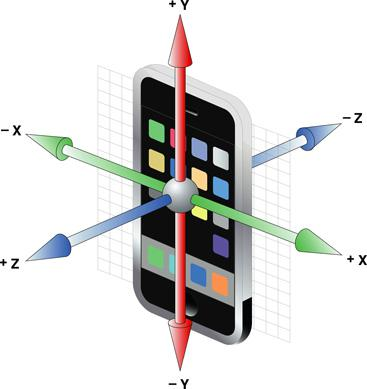 + Y
– X
– Z
+ Z
+ X
– Y